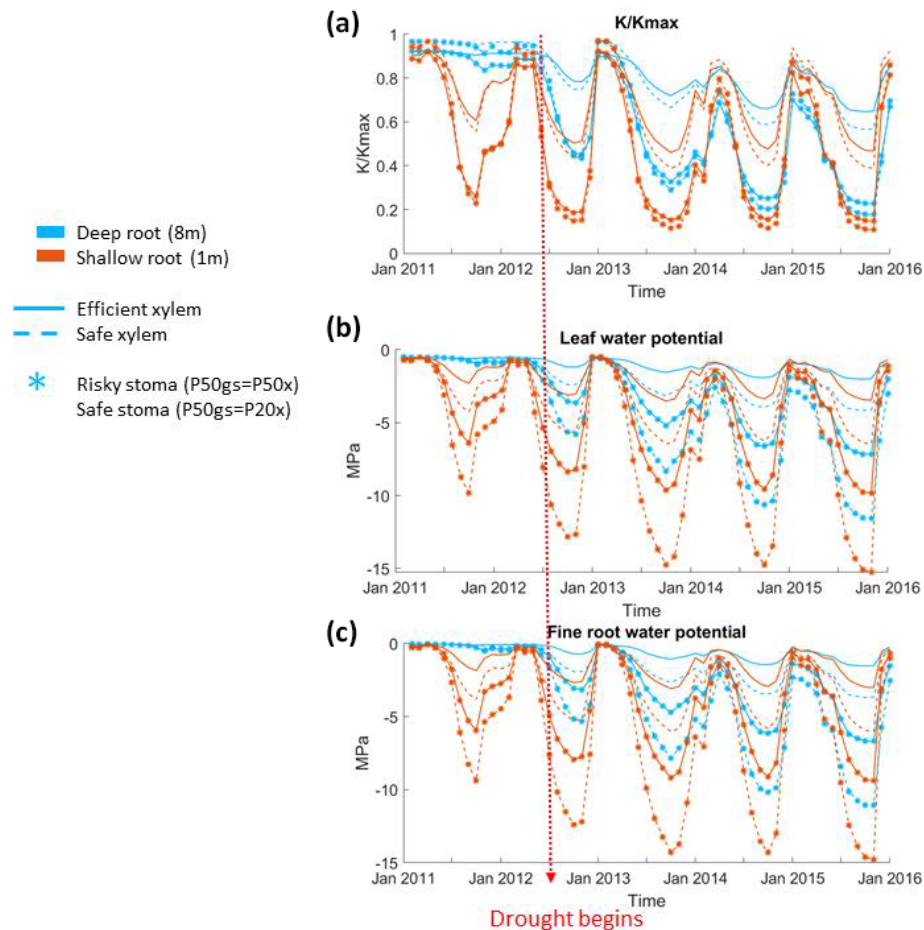 (a)
K/Kmax
K/Kmax
1
0.8
0.6
0.4
0.2
0
Jan 2011 Jan 2012 Jan 2013 Jan 2014 Jan 2015 Jan 2016
Time
Deep root (8m)
Shallow root (1m)
Efficient xylem
Safe xylem
Risky stoma (P50gs=P50x)
Safe stoma (P50gs=P20x)
(b)
Leaf water potential
MPa
0
-5
-10
-15
Jan 2011 Jan 2012 Jan 2013 Jan 2014 Jan 2015 Jan 2016
Time
(c)
Fine root water potential
MPa
0
-5
-10
-15
Jan 2011 Jan 2012 Jan 2013 Jan 2014 Jan 2015 Jan 2016
Time
Drought begins